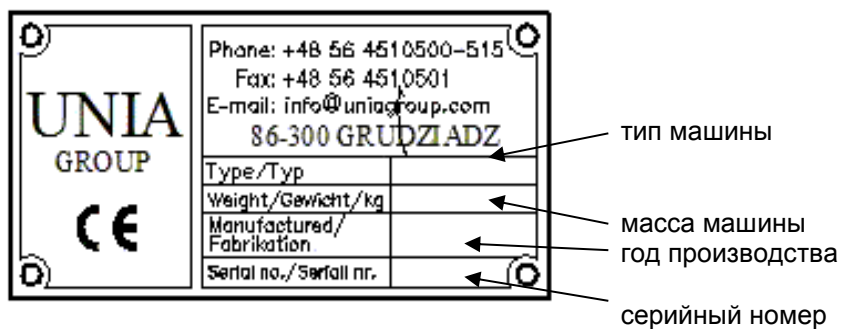 UNIA
GROUP
CE
Phone: +48 56 4510500-515
Fax: +48 56 4510501
E-mail: info@uniagroup.com
86-300 GRUDZIADZ
Type/Typ
Weight/Gewicht/kg
Manufactured/
Fabrikation
Serial no./Seriall nr.
тип машины
масса машины
год производства
серийный номер